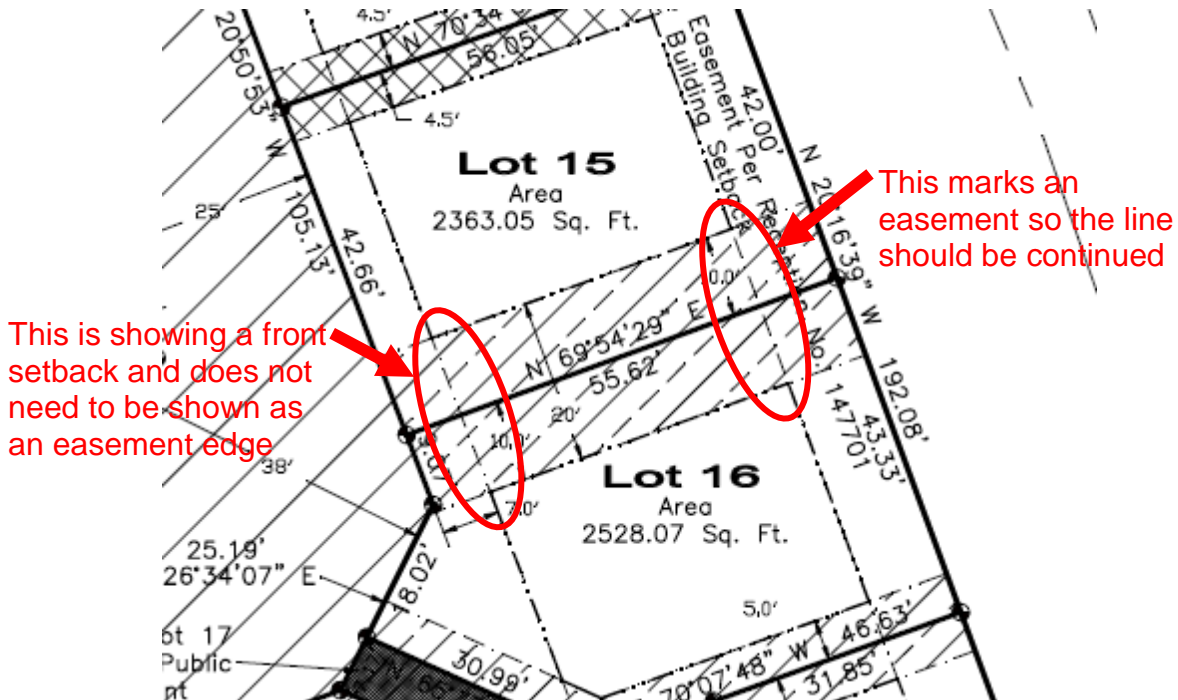 4.5'
N 70°34'
56.05'
20°50'53" W
105.13'
4.5'
Easement Per Reception No. 147701
Building Setback
42.00'
N 20°16'39" W
192.08'
Lot 15
Area
2363.05 Sq. Ft.
This marks an
easement so the line
should be continued
25'
42.66'
10.0'
N 69°54'29" E
55.62'
This is showing a front
setback and does not
need to be shown as
an easement edge
20'
10.0'
38'
7.0'
Lot 16
Area
2528.07 Sq. Ft.
43.33'
25.19'
26°34'07" E
18.02'
5.0'
46.63'
70°07'48" W
31.85'
30.99'
Lot 17
Public